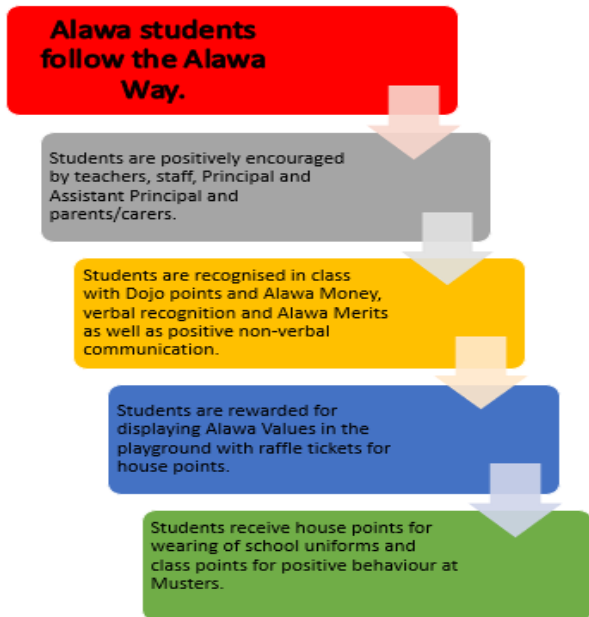 Alawa students
follow the Alawa
Way.
Students are positively encouraged
by teachers, staff, Principal and
Assistant Principal and
parents/carers.
Students are recognised in class
with Dojo points and Alawa Money,
verbal recognition and Alawa Merits
as well as positive non-verbal
communication.
Students are rewarded for
displaying Alawa Values in the
playground with raffle tickets for
house points.
Students receive house points for
wearing of school uniforms and
class points for positive behaviour at
Musters.